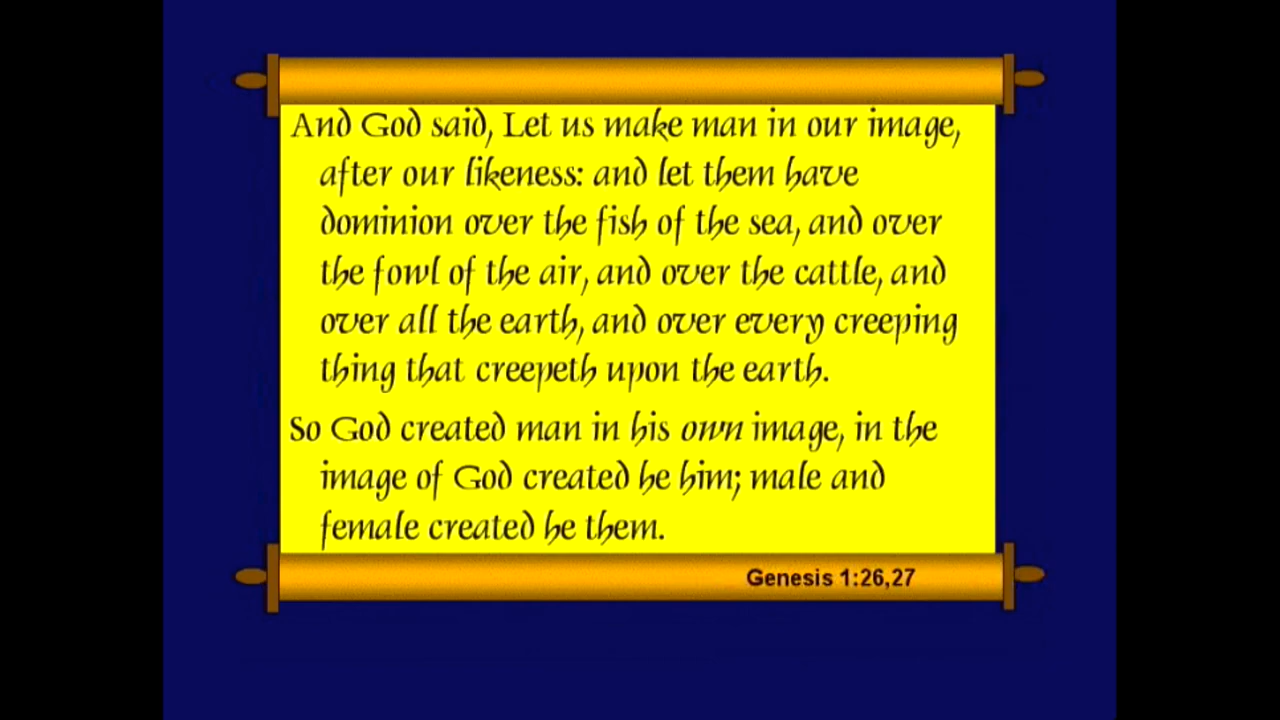 And God said, Let us make man in our image,
after our likeness: and let them have
dominion over the fish of the sea, and over
the fowl of the air, and over the cattle, and
over all the earth, and over every creeping
thing that creepeth upon the earth.
So God created man in his own image, in the
image of God created he him; male and
female created he them.
Genesis 1:26,27